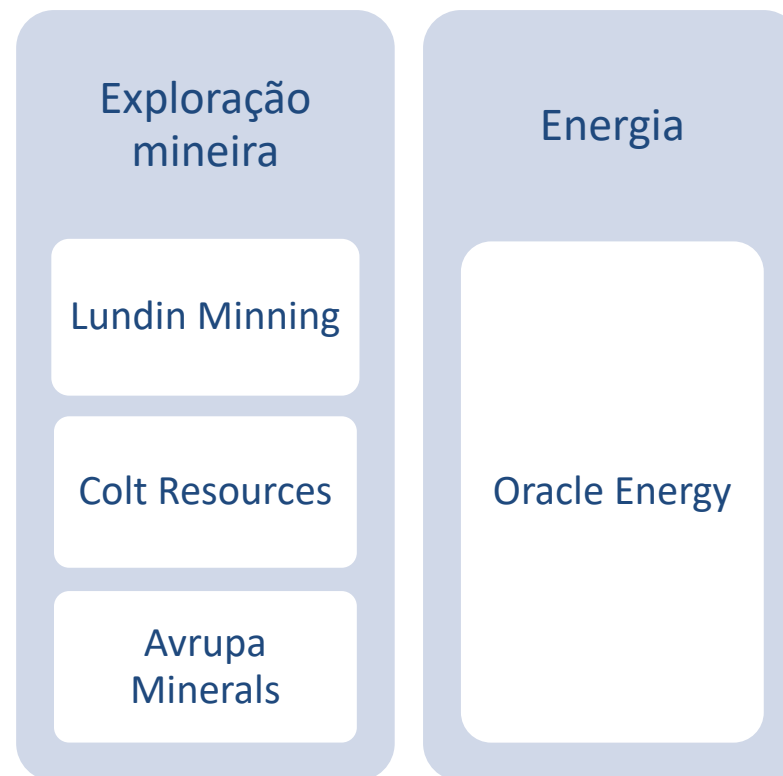 Exploração
mineira
Lundin Minning
Colt Resources
Avrupa
Minerals
Energia
Oracle Energy